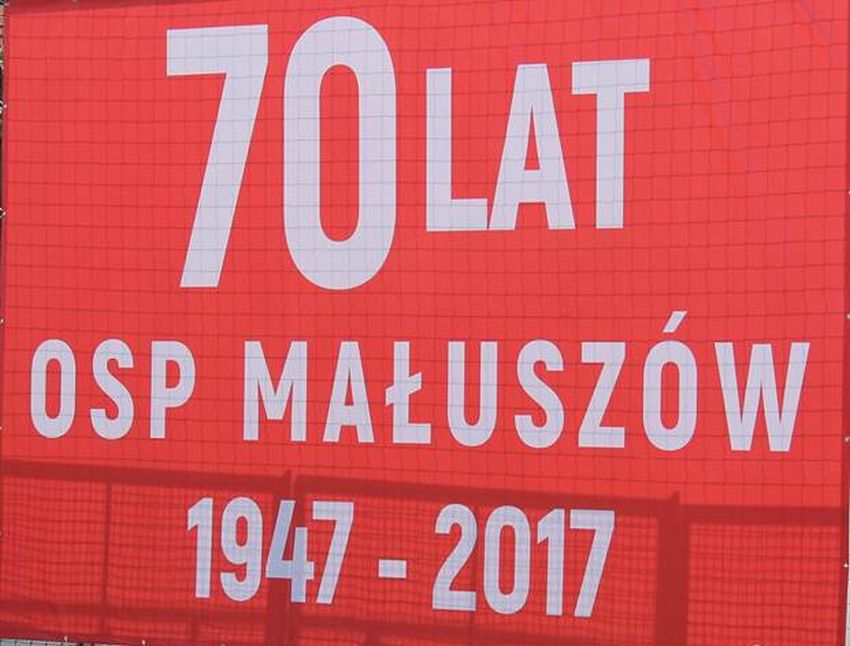 70 LAT
OSP MAŁUSZÓW
1947 - 2017